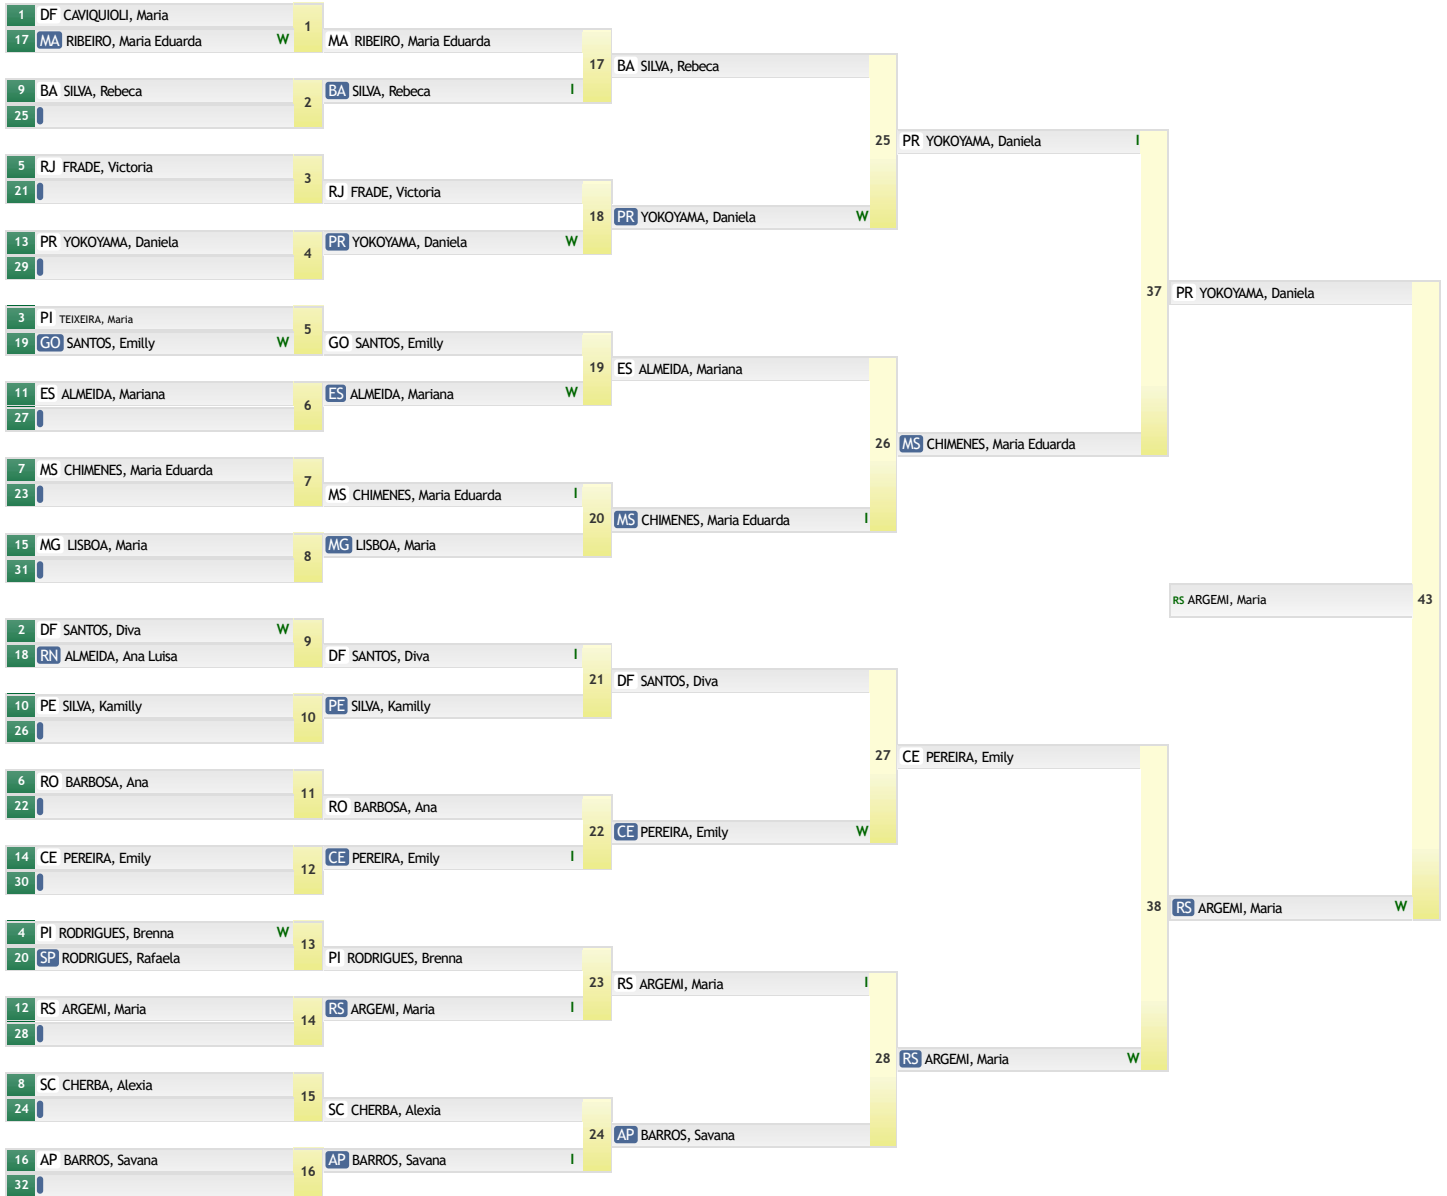 1 DF CAVIQUIOLI, Maria
17 MA RIBEIRO, Maria Eduarda W
1
MA RIBEIRO, Maria Eduarda
9 BA SILVA, Rebeca
25
2
BA SILVA, Rebeca I
17
BA SILVA, Rebeca
5 RJ FRADE, Victoria
21
3
RJ FRADE, Victoria
13 PR YOKOYAMA, Daniela
29
4
PR YOKOYAMA, Daniela W
18
PR YOKOYAMA, Daniela W
25
PR YOKOYAMA, Daniela I
3 PI TEIXEIRA, Maria
19 GO SANTOS, Emilly W
5
GO SANTOS, Emilly
11 ES ALMEIDA, Mariana
27
6
ES ALMEIDA, Mariana W
19
ES ALMEIDA, Mariana
7 MS CHIMENES, Maria Eduarda
23
7
MS CHIMENES, Maria Eduarda I
15 MG LISBOA, Maria
31
8
MG LISBOA, Maria
20
MS CHIMENES, Maria Eduarda I
26
MS CHIMENES, Maria Eduarda
37
PR YOKOYAMA, Daniela
RS ARGEMI, Maria
43
2 DF SANTOS, Diva W
18 RN ALMEIDA, Ana Luisa
9
DF SANTOS, Diva I
10 PE SILVA, Kamilly
26
10
PE SILVA, Kamilly
21
DF SANTOS, Diva
6 RO BARBOSA, Ana
22
11
RO BARBOSA, Ana
14 CE PEREIRA, Emily
30
12
CE PEREIRA, Emily I
22
CE PEREIRA, Emily W
27
CE PEREIRA, Emily
4 PI RODRIGUES, Brenna W
20 SP RODRIGUES, Rafaela
13
PI RODRIGUES, Brenna
12 RS ARGEMI, Maria
28
14
RS ARGEMI, Maria I
23
RS ARGEMI, Maria I
8 SC CHERBA, Alexia
24
15
SC CHERBA, Alexia
16 AP BARROS, Savana
32
16
AP BARROS, Savana I
24
AP BARROS, Savana
28
RS ARGEMI, Maria W
38
RS ARGEMI, Maria W